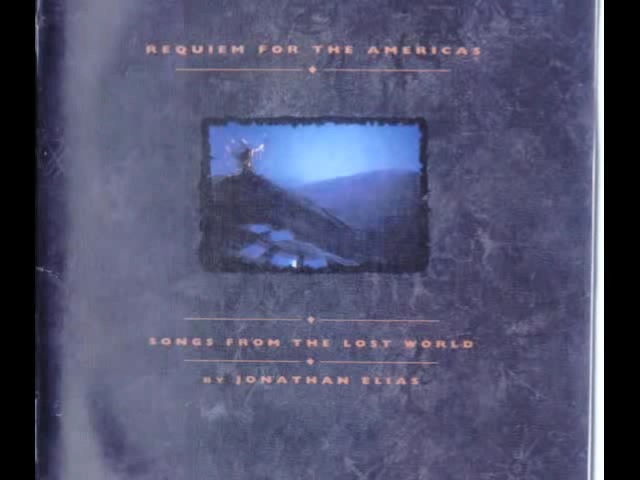 REQUIEM FOR THE AMERICAS
SONGS FROM THE LOST WORLD
BY JONATHAN ELIAS